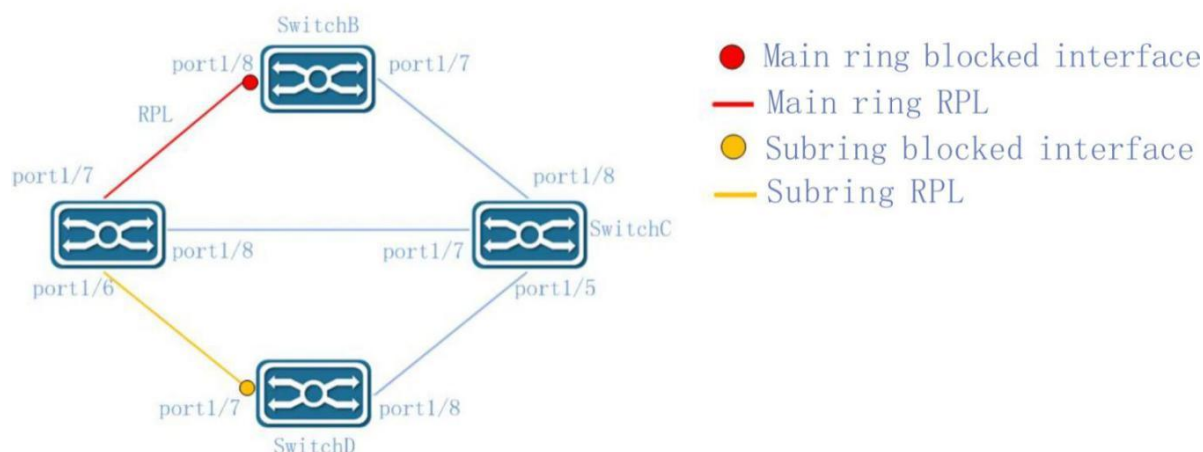 SwitchB
port1/8
port1/7
RPL
port1/7
port1/8
SwitchC
port1/8
port1/7
port1/6
port1/5
port1/7
port1/8
SwitchD
Main ring blocked interface
Main ring RPL
Subring blocked interface
Subring RPL